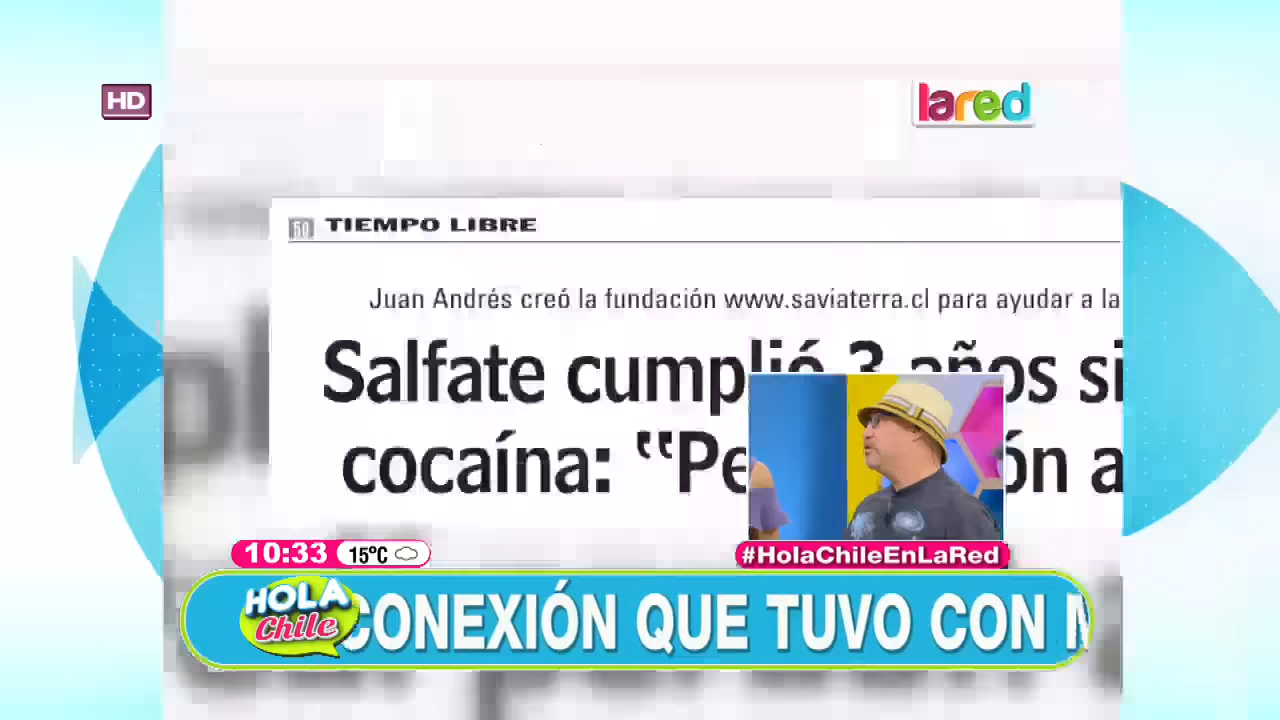 HD
lared
50 TIEMPO LIBRE
Juan Andrés creó la fundación www.saviaterra.cl para ayudar a la
Salfate cumplió 3 años si
cocaína: "Pe ón a
10:33 15°C
#HolaChileEnLaRed
HOLA
Chile
CONEXIÓN QUE TUVO CON